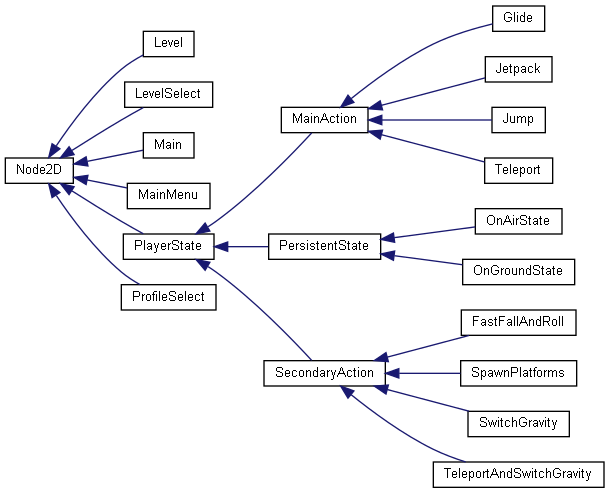 Node2D
Level
LevelSelect
Main
MainMenu
PlayerState
ProfileSelect
MainAction
PersistentState
SecondaryAction
Glide
Jetpack
Jump
Teleport
OnAirState
OnGroundState
FastFallAndRoll
SpawnPlatforms
SwitchGravity
TeleportAndSwitchGravity